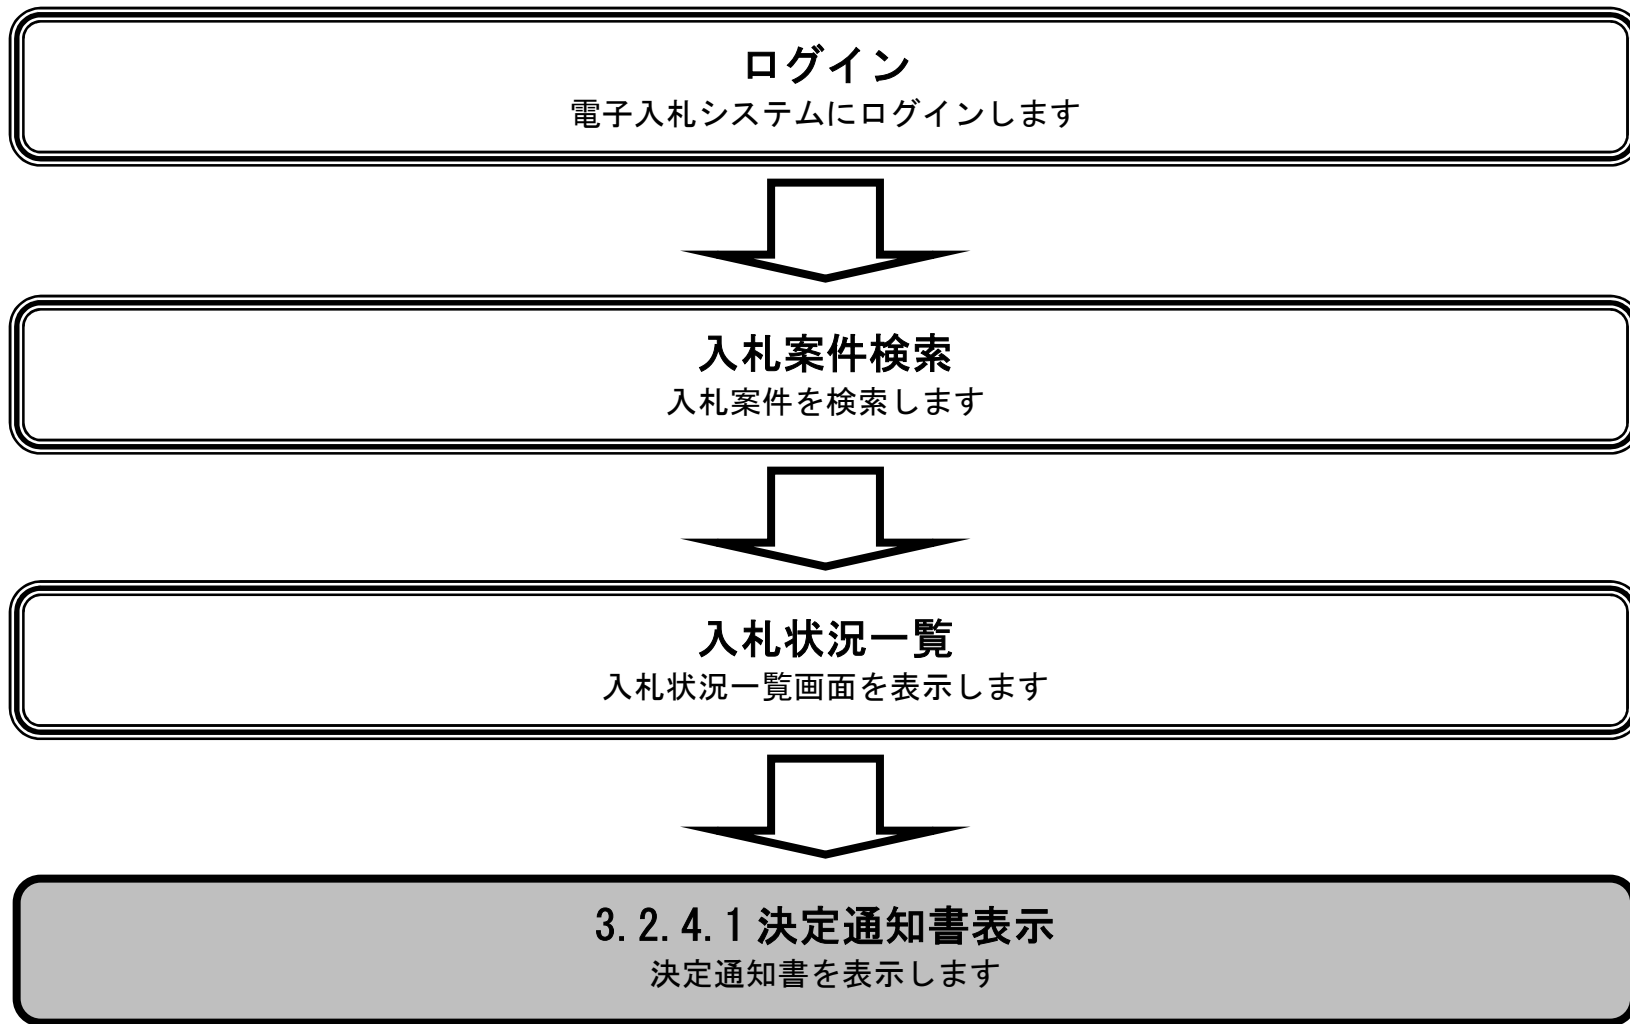 ログイン
電子入札システムにログインします
入札案件検索
入札案件を検索します
入札状況一覧
入札状況一覧画面を表示します
3.2.4.1 決定通知書表示
決定通知書を表示します